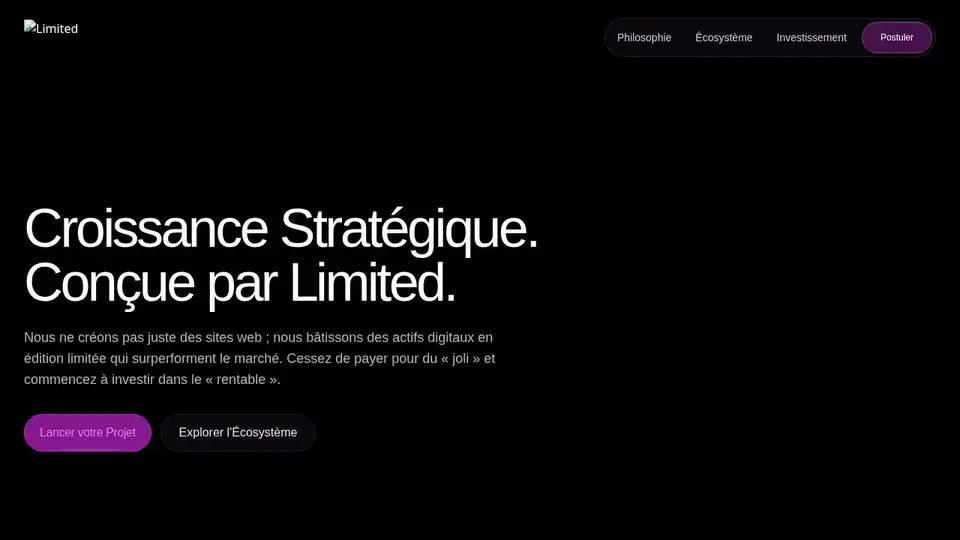 Limited
Philosophie
Écosystème
Investissement
Postuler
Croissance Stratégique.
Conçue par Limited.
Nous ne créons pas juste des sites web ; nous bâtissons des actifs digitaux en
édition limitée qui surperforment le marché. Cessez de payer pour du « joli » et
commencez à investir dans le « rentable ».
Lancer votre Projet
Explorer l'Écosystème